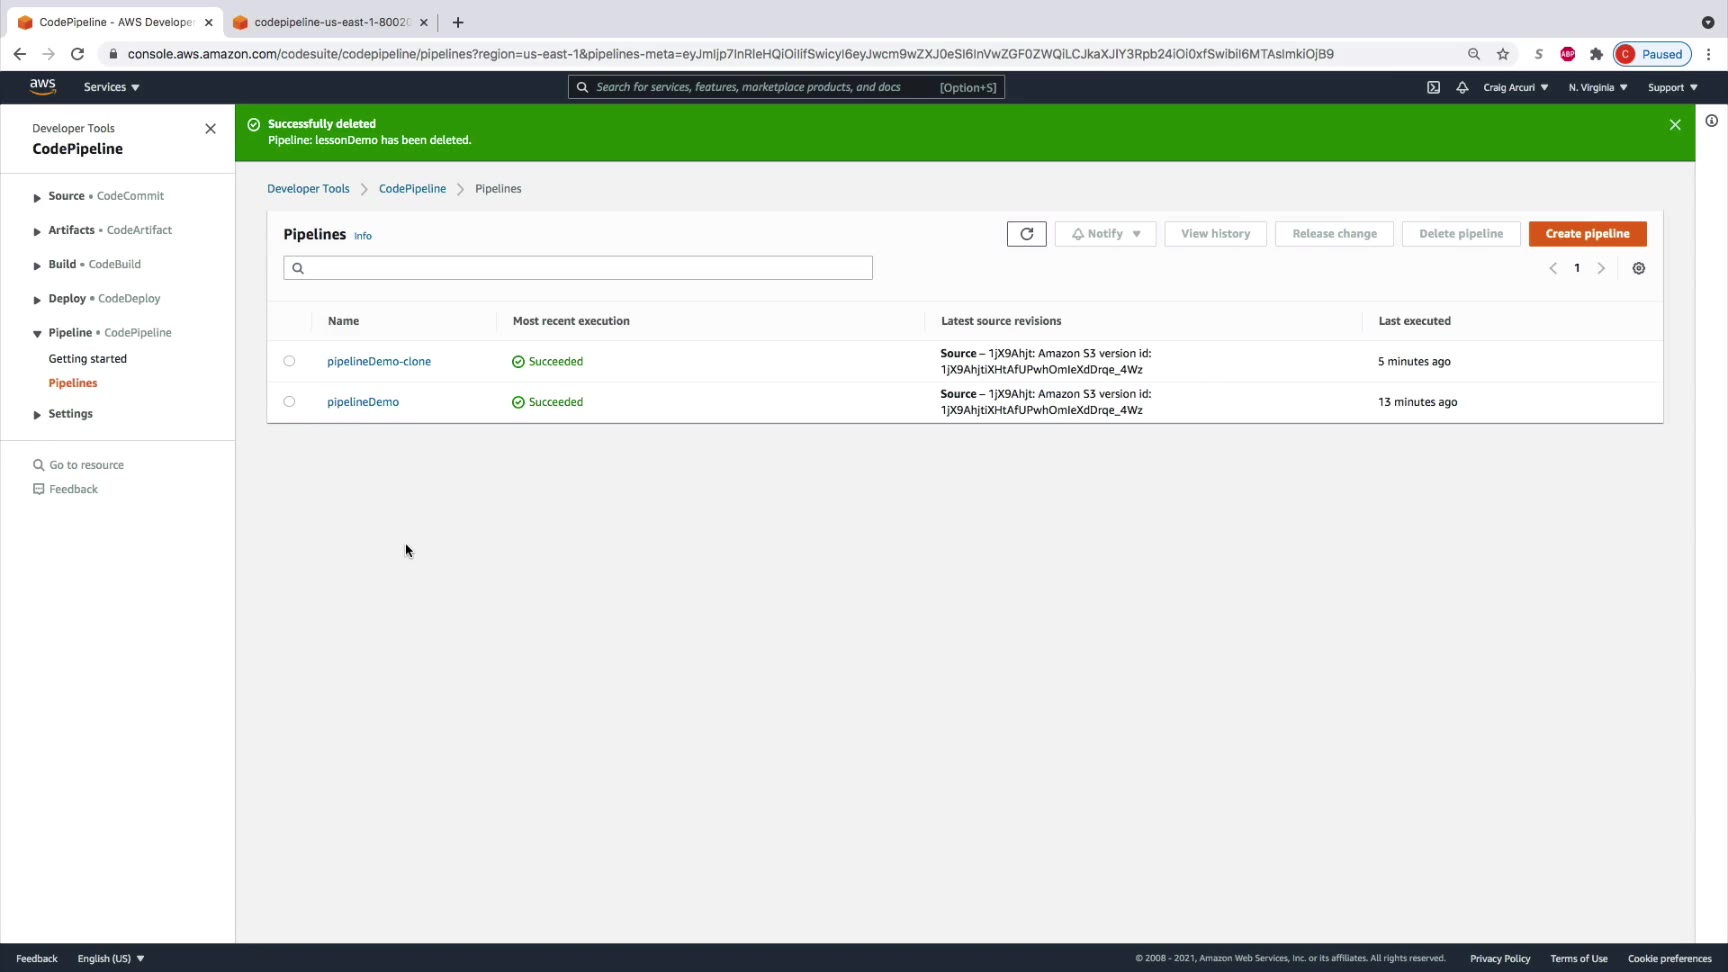 CodePipeline - AWS Developer
codepipeline-us-east-1-80020
console.aws.amazon.com/codesuite/codepipeline/pipelines?region=us-east-1&pipelines-meta=
Paused
aws
Services
Search for services, features, marketplace products, and docs
[Option+S]
Craig Arcuri
N. Virginia
Support
Developer Tools
CodePipeline
Source • CodeCommit
Artifacts • CodeArtifact
Build • CodeBuild
Deploy • CodeDeploy
Pipeline • CodePipeline
Getting started
Pipelines
Settings
Go to resource
Feedback
Successfully deleted
Pipeline: lessonDemo has been deleted.
Developer Tools
CodePipeline
Pipelines
Pipelines
Info
Notify
View history
Release change
Delete pipeline
Create pipeline
1
Name
Most recent execution
Latest source revisions
Last executed
pipelineDemo-clone
Succeeded
Source – 1jX9Ahjt: Amazon S3 version id:
1jX9AhjtiXHtAfUPwhOmIeXdDrqe_4Wz
5 minutes ago
pipelineDemo
Succeeded
Source – 1jX9Ahjt: Amazon S3 version id:
1jX9AhjtiXHtAfUPwhOmIeXdDrqe_4Wz
13 minutes ago
Feedback
English (US)
© 2008 - 2021, Amazon Web Services, Inc. or its affiliates. All rights reserved.
Privacy Policy
Terms of Use
Cookie preferences